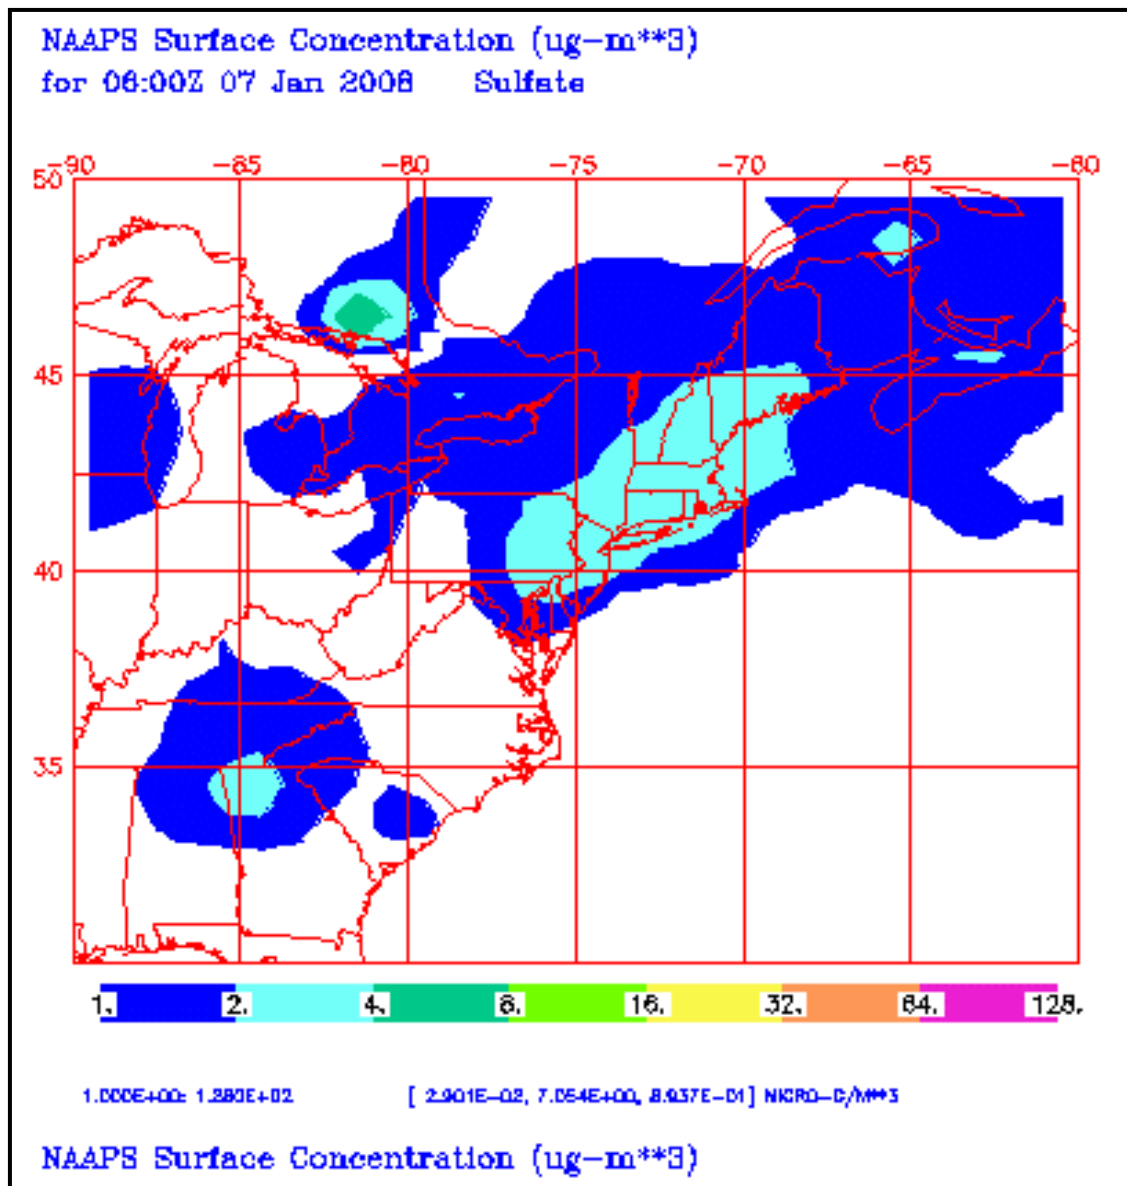 NAAPS Surface Concentration (ug-m**3)
for 06:00Z 07 Jan 2008 Sulfate
-90 -85 -80 -75 -70 -65 -60
50
45
40
35
1. 2. 4. 8. 16. 32. 64. 128.
1.000E+00: 1.280E+02 [ 2.901E-02, 7.054E+00, 8.937E-01]
NAAPS Surface Concentration (ug-m**3)